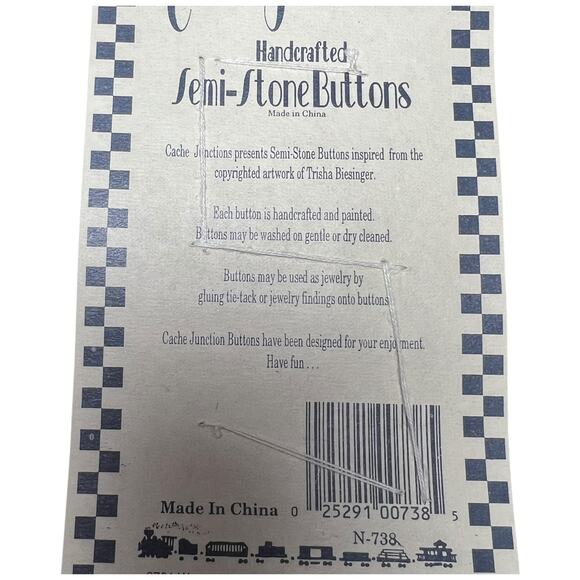 Handcrafted
Semi-Stone Buttons
Made in China
Cache Junctions presents Semi-Stone Buttons inspired from the
copyrighted artwork of Trisha Biesinger.
Each button is handcrafted and painted.
Buttons may be washed on gentle or dry cleaned.
Buttons may be used as jewelry by
gluing tie-tack or jewelry findings onto buttons.
Cache Junction Buttons have been designed for your enjoyment.
Have fun . . .
Made In China
0 25291 00738 5
N-738